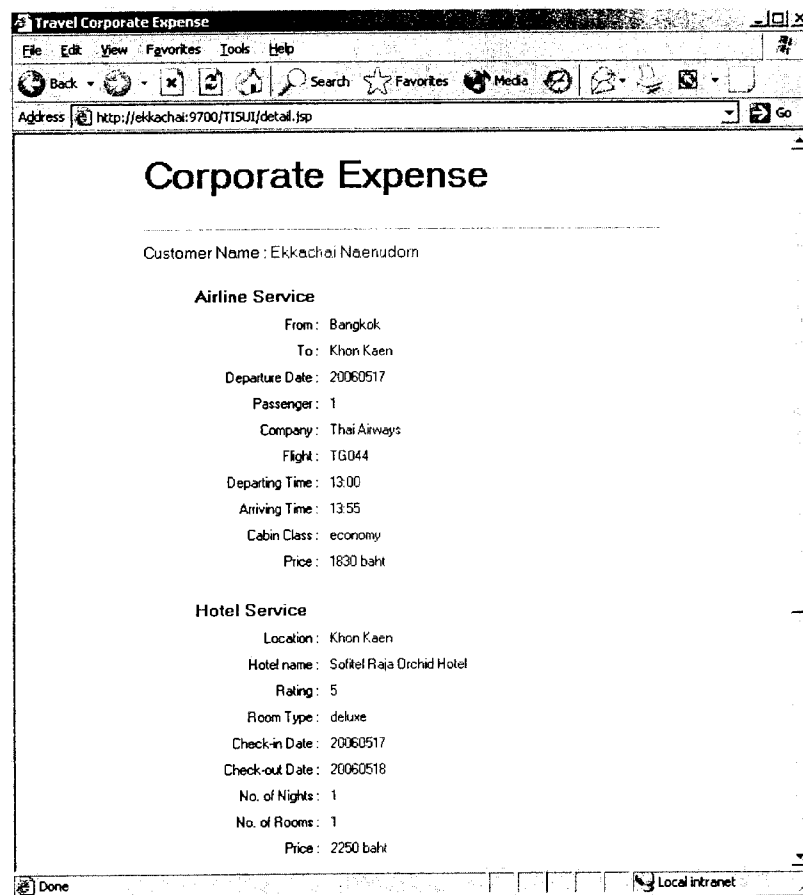 Travel Corporate Expense
File Edit View Favorites Tools Help
Back Search Favorites Media
Address http://ekkachai:9700/TISUI/detail.jsp Go
Corporate Expense
Customer Name : Ekkachai Naenudorn
Airline Service
From : Bangkok
To : Khon Kaen
Departure Date : 20060517
Passenger : 1
Company : Thai Airways
Flight : TG044
Departing Time : 13:00
Arriving Time : 13:55
Cabin Class : economy
Price : 1830 baht
Hotel Service
Location : Khon Kaen
Hotel name : Sofitel Raja Orchid Hotel
Rating : 5
Room Type : deluxe
Check-in Date : 20060517
Check-out Date : 20060518
No. of Nights : 1
No. of Rooms : 1
Price : 2250 baht
Done Local intranet